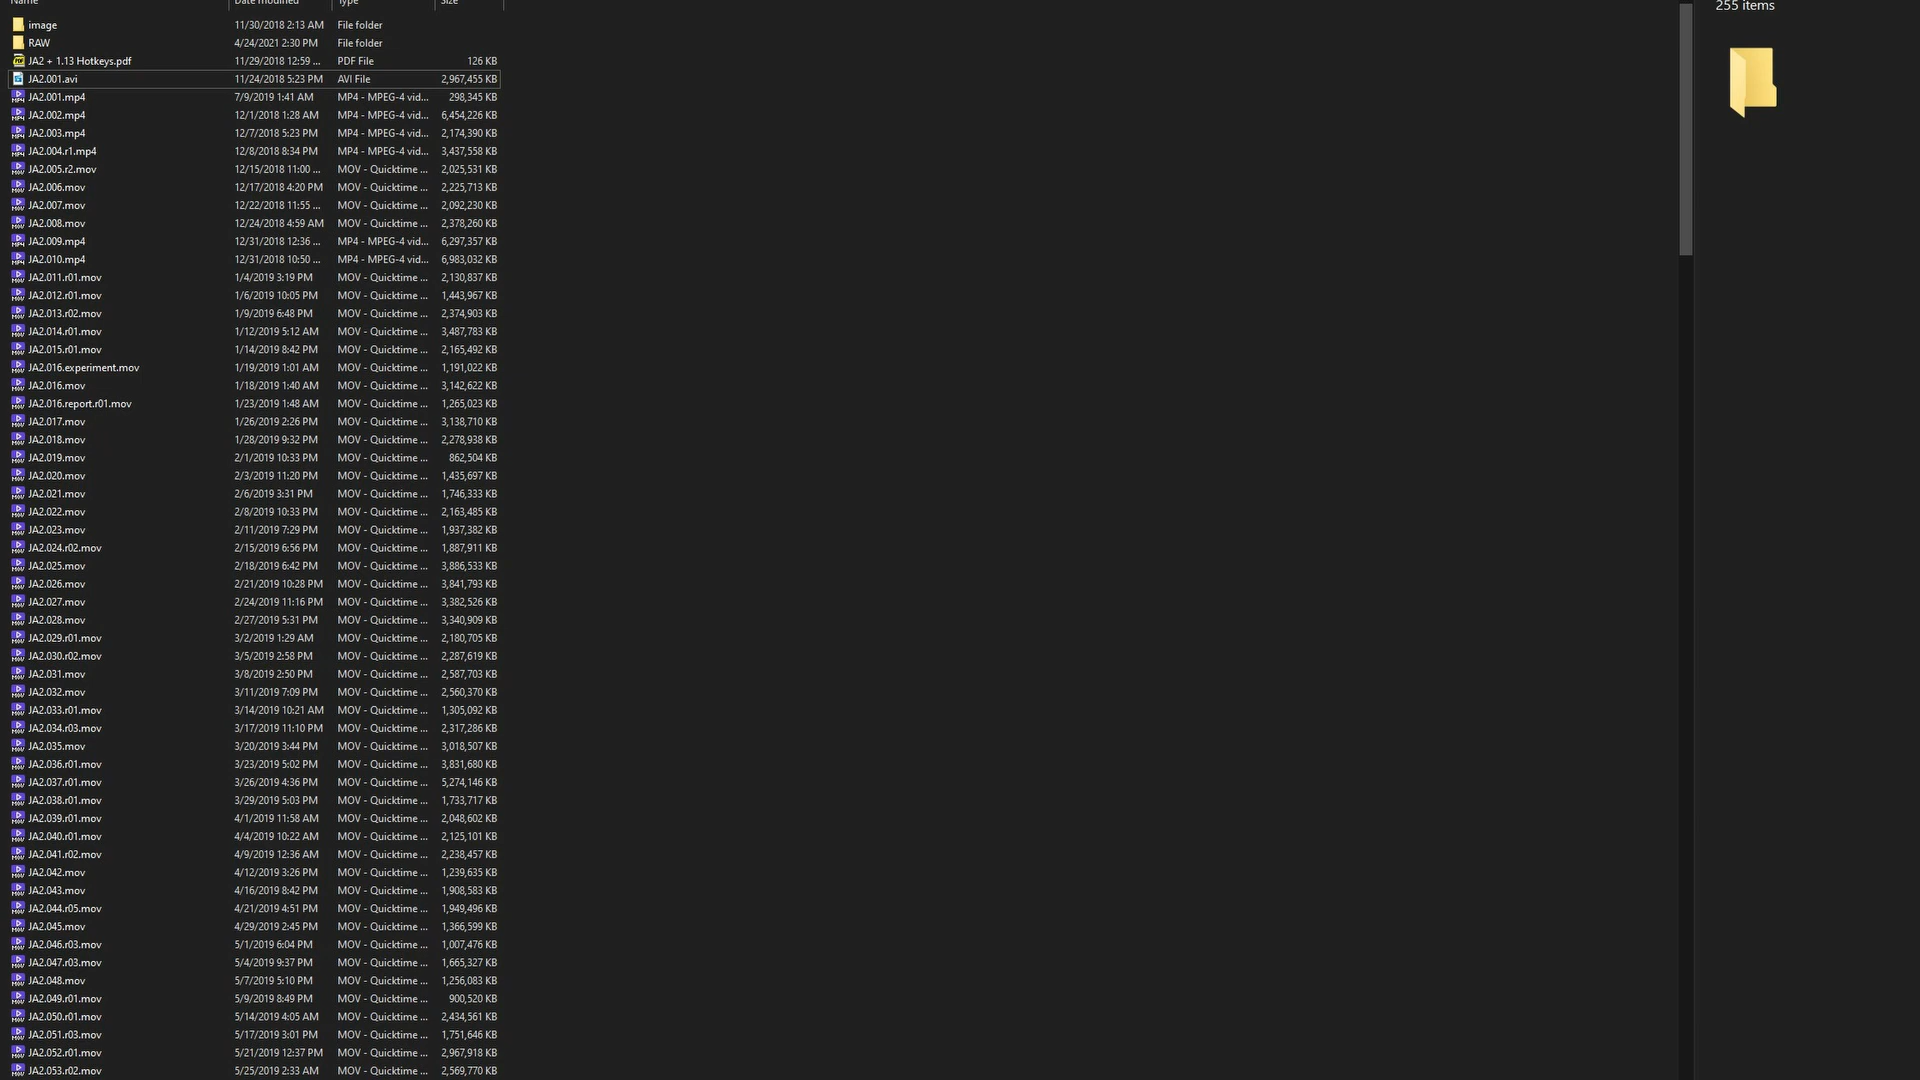 Name Date modified Type Size
255 items
image 11/30/2018 2:13 AM File folder
RAW 4/24/2021 2:30 PM File folder
JA2 + 1.13 Hotkeys.pdf 11/29/2018 12:59 ... PDF File 126 KB
JA2.001.avi 11/24/2018 5:23 PM AVI File 2,967,455 KB
JA2.001.mp4 7/9/2019 1:41 AM MP4 - MPEG-4 vid... 298,345 KB
JA2.002.mp4 12/1/2018 1:28 AM MP4 - MPEG-4 vid... 6,454,226 KB
JA2.003.mp4 12/7/2018 5:23 PM MP4 - MPEG-4 vid... 2,174,390 KB
JA2.004.r1.mp4 12/8/2018 8:34 PM MP4 - MPEG-4 vid... 3,437,558 KB
JA2.005.r2.mov 12/15/2018 11:00 ... MOV - Quicktime ... 2,025,531 KB
JA2.006.mov 12/17/2018 4:20 PM MOV - Quicktime ... 2,225,713 KB
JA2.007.mov 12/22/2018 11:55 ... MOV - Quicktime ... 2,092,230 KB
JA2.008.mov 12/24/2018 4:59 AM MOV - Quicktime ... 2,378,260 KB
JA2.009.mp4 12/31/2018 12:36 ... MP4 - MPEG-4 vid... 6,297,357 KB
JA2.010.mp4 12/31/2018 10:50 ... MP4 - MPEG-4 vid... 6,983,032 KB
JA2.011.r01.mov 1/4/2019 3:19 PM MOV - Quicktime ... 2,130,837 KB
JA2.012.r01.mov 1/6/2019 10:05 PM MOV - Quicktime ... 1,443,967 KB
JA2.013.r02.mov 1/9/2019 6:48 PM MOV - Quicktime ... 2,374,903 KB
JA2.014.r01.mov 1/12/2019 5:12 AM MOV - Quicktime ... 3,487,783 KB
JA2.015.r01.mov 1/14/2019 8:42 PM MOV - Quicktime ... 2,165,492 KB
JA2.016.experiment.mov 1/19/2019 1:01 AM MOV - Quicktime ... 1,191,022 KB
JA2.016.mov 1/18/2019 1:40 AM MOV - Quicktime ... 3,142,622 KB
JA2.016.report.r01.mov 1/23/2019 1:48 AM MOV - Quicktime ... 1,265,023 KB
JA2.017.mov 1/26/2019 2:26 PM MOV - Quicktime ... 3,138,710 KB
JA2.018.mov 1/28/2019 9:32 PM MOV - Quicktime ... 2,278,938 KB
JA2.019.mov 2/1/2019 10:33 PM MOV - Quicktime ... 862,504 KB
JA2.020.mov 2/3/2019 11:20 PM MOV - Quicktime ... 1,435,697 KB
JA2.021.mov 2/6/2019 3:31 PM MOV - Quicktime ... 1,746,333 KB
JA2.022.mov 2/8/2019 10:33 PM MOV - Quicktime ... 2,163,485 KB
JA2.023.mov 2/11/2019 7:29 PM MOV - Quicktime ... 1,937,382 KB
JA2.024.r02.mov 2/15/2019 6:56 PM MOV - Quicktime ... 1,887,911 KB
JA2.025.mov 2/18/2019 6:42 PM MOV - Quicktime ... 3,886,533 KB
JA2.026.mov 2/21/2019 10:28 PM MOV - Quicktime ... 3,841,793 KB
JA2.027.mov 2/24/2019 11:16 PM MOV - Quicktime ... 3,382,526 KB
JA2.028.mov 2/27/2019 5:31 PM MOV - Quicktime ... 3,340,909 KB
JA2.029.r01.mov 3/2/2019 1:29 AM MOV - Quicktime ... 2,180,705 KB
JA2.030.r02.mov 3/5/2019 2:58 PM MOV - Quicktime ... 2,287,619 KB
JA2.031.mov 3/8/2019 2:50 PM MOV - Quicktime ... 2,587,703 KB
JA2.032.mov 3/11/2019 7:09 PM MOV - Quicktime ... 2,560,370 KB
JA2.033.r01.mov 3/14/2019 10:21 AM MOV - Quicktime ... 1,305,092 KB
JA2.034.r03.mov 3/17/2019 11:10 PM MOV - Quicktime ... 2,317,286 KB
JA2.035.mov 3/20/2019 3:44 PM MOV - Quicktime ... 3,018,507 KB
JA2.036.r01.mov 3/23/2019 5:02 PM MOV - Quicktime ... 3,831,680 KB
JA2.037.r01.mov 3/26/2019 4:36 PM MOV - Quicktime ... 5,274,146 KB
JA2.038.r01.mov 3/29/2019 5:03 PM MOV - Quicktime ... 1,733,717 KB
JA2.039.r01.mov 4/1/2019 11:58 AM MOV - Quicktime ... 2,048,602 KB
JA2.040.r01.mov 4/4/2019 10:22 AM MOV - Quicktime ... 2,125,101 KB
JA2.041.r02.mov 4/9/2019 12:36 AM MOV - Quicktime ... 2,238,457 KB
JA2.042.mov 4/12/2019 3:26 PM MOV - Quicktime ... 1,239,635 KB
JA2.043.mov 4/16/2019 8:42 PM MOV - Quicktime ... 1,908,583 KB
JA2.044.r05.mov 4/21/2019 4:51 PM MOV - Quicktime ... 1,949,496 KB
JA2.045.mov 4/29/2019 2:45 PM MOV - Quicktime ... 1,366,599 KB
JA2.046.r03.mov 5/1/2019 6:04 PM MOV - Quicktime ... 1,007,476 KB
JA2.047.r03.mov 5/4/2019 9:37 PM MOV - Quicktime ... 1,665,327 KB
JA2.048.mov 5/7/2019 5:10 PM MOV - Quicktime ... 1,256,083 KB
JA2.049.r01.mov 5/9/2019 8:49 PM MOV - Quicktime ... 900,520 KB
JA2.050.r01.mov 5/14/2019 4:05 AM MOV - Quicktime ... 2,434,561 KB
JA2.051.r03.mov 5/17/2019 3:01 PM MOV - Quicktime ... 1,751,646 KB
JA2.052.r01.mov 5/21/2019 12:37 PM MOV - Quicktime ... 2,967,918 KB
JA2.053.r02.mov 5/25/2019 2:33 AM MOV - Quicktime ... 2,569,770 KB